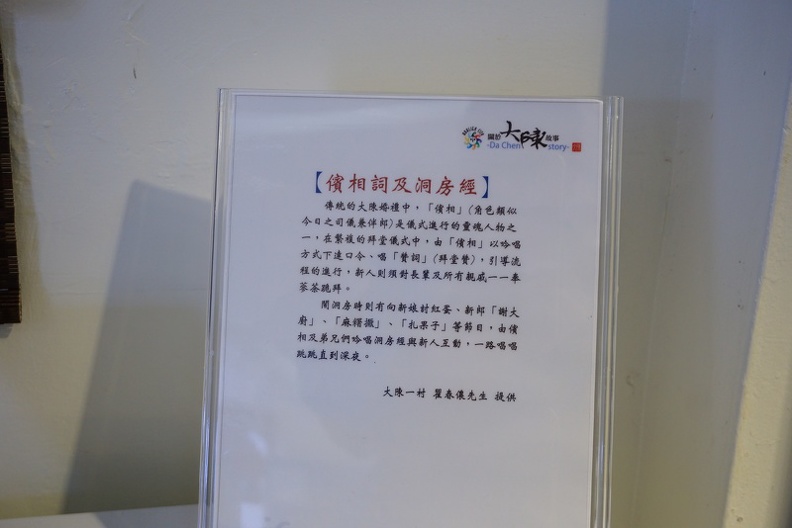 關於大陳故事
-Da Chen story-
【儐相詞及洞房經】
傳統的大陳婚禮中，「儐相」(角色類似
今日之司儀兼伴郎)是儀式進行的靈魂人物之
一，在繁複的拜堂儀式中，由「儐相」以吟唱
方式下達口令、唱「贊詞」(拜堂贊)，引導流
程的進行，新人則須對長輩及所有親戚一一奉
蔘茶跪拜。
鬧洞房時則有向新娘討紅蛋、新郎「謝大
廚」、「麻糬撒」、「扎果子」等節目，由儐
相及弟兄們吟唱洞房經與新人互動，一路唱唱
跳跳直到深夜。
大陳一村 瞿春儂先生 提供